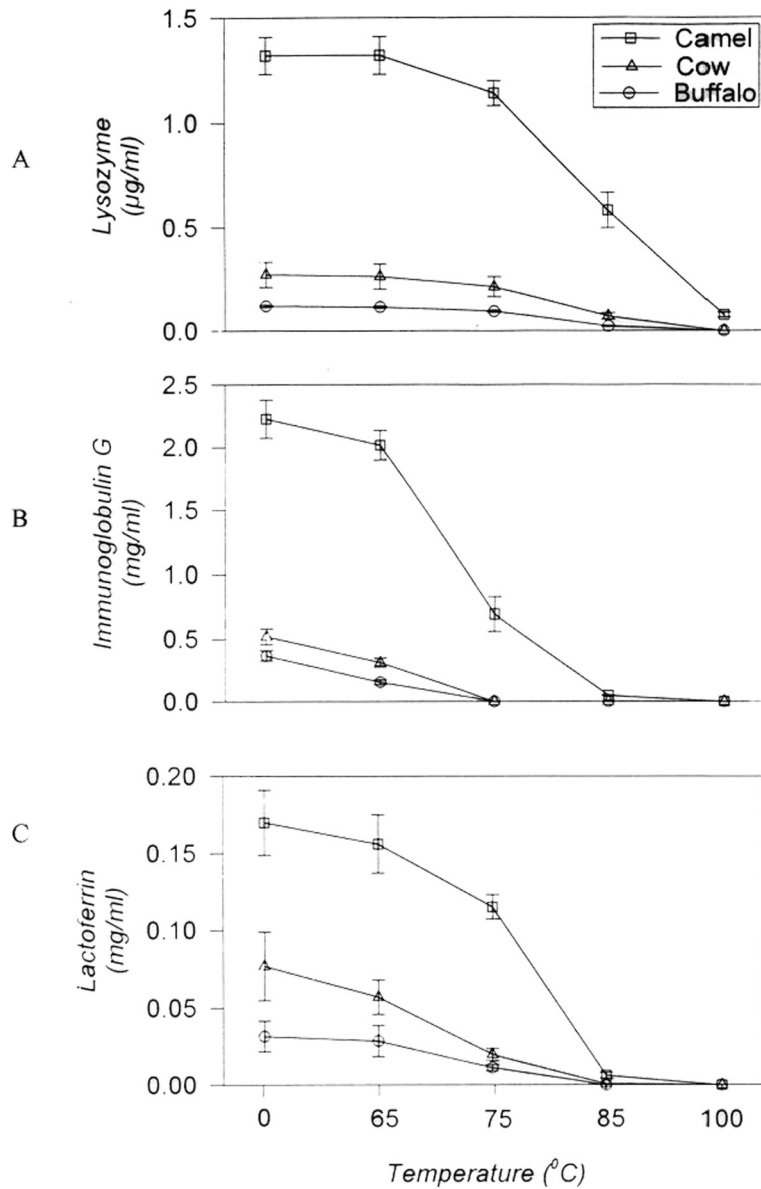 A
Lysozyme
(µg/ml)
1.5
1.0
0.5
0.0
Camel
Cow
Buffalo
B
Immunoglobulin G
(mg/ml)
2.5
2.0
1.5
1.0
0.5
0.0
C
Lactoferrin
(mg/ml)
0.20
0.15
0.10
0.05
0.00
0 65 75 85 100
Temperature (⁰C)